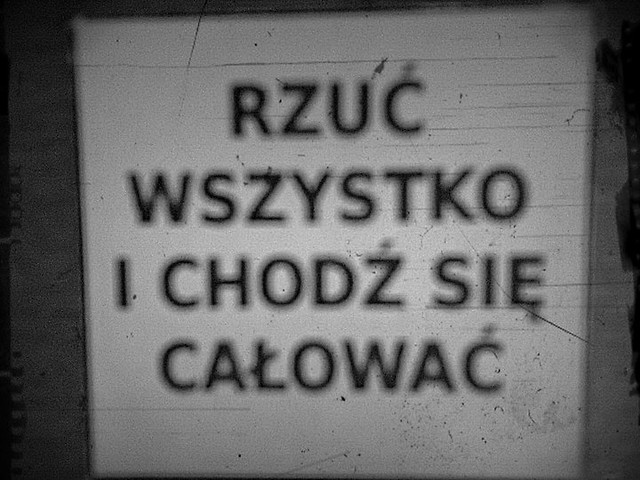 RZUĆ
WSZYSTKO
I CHODŹ SIĘ
CAŁOWAĆ